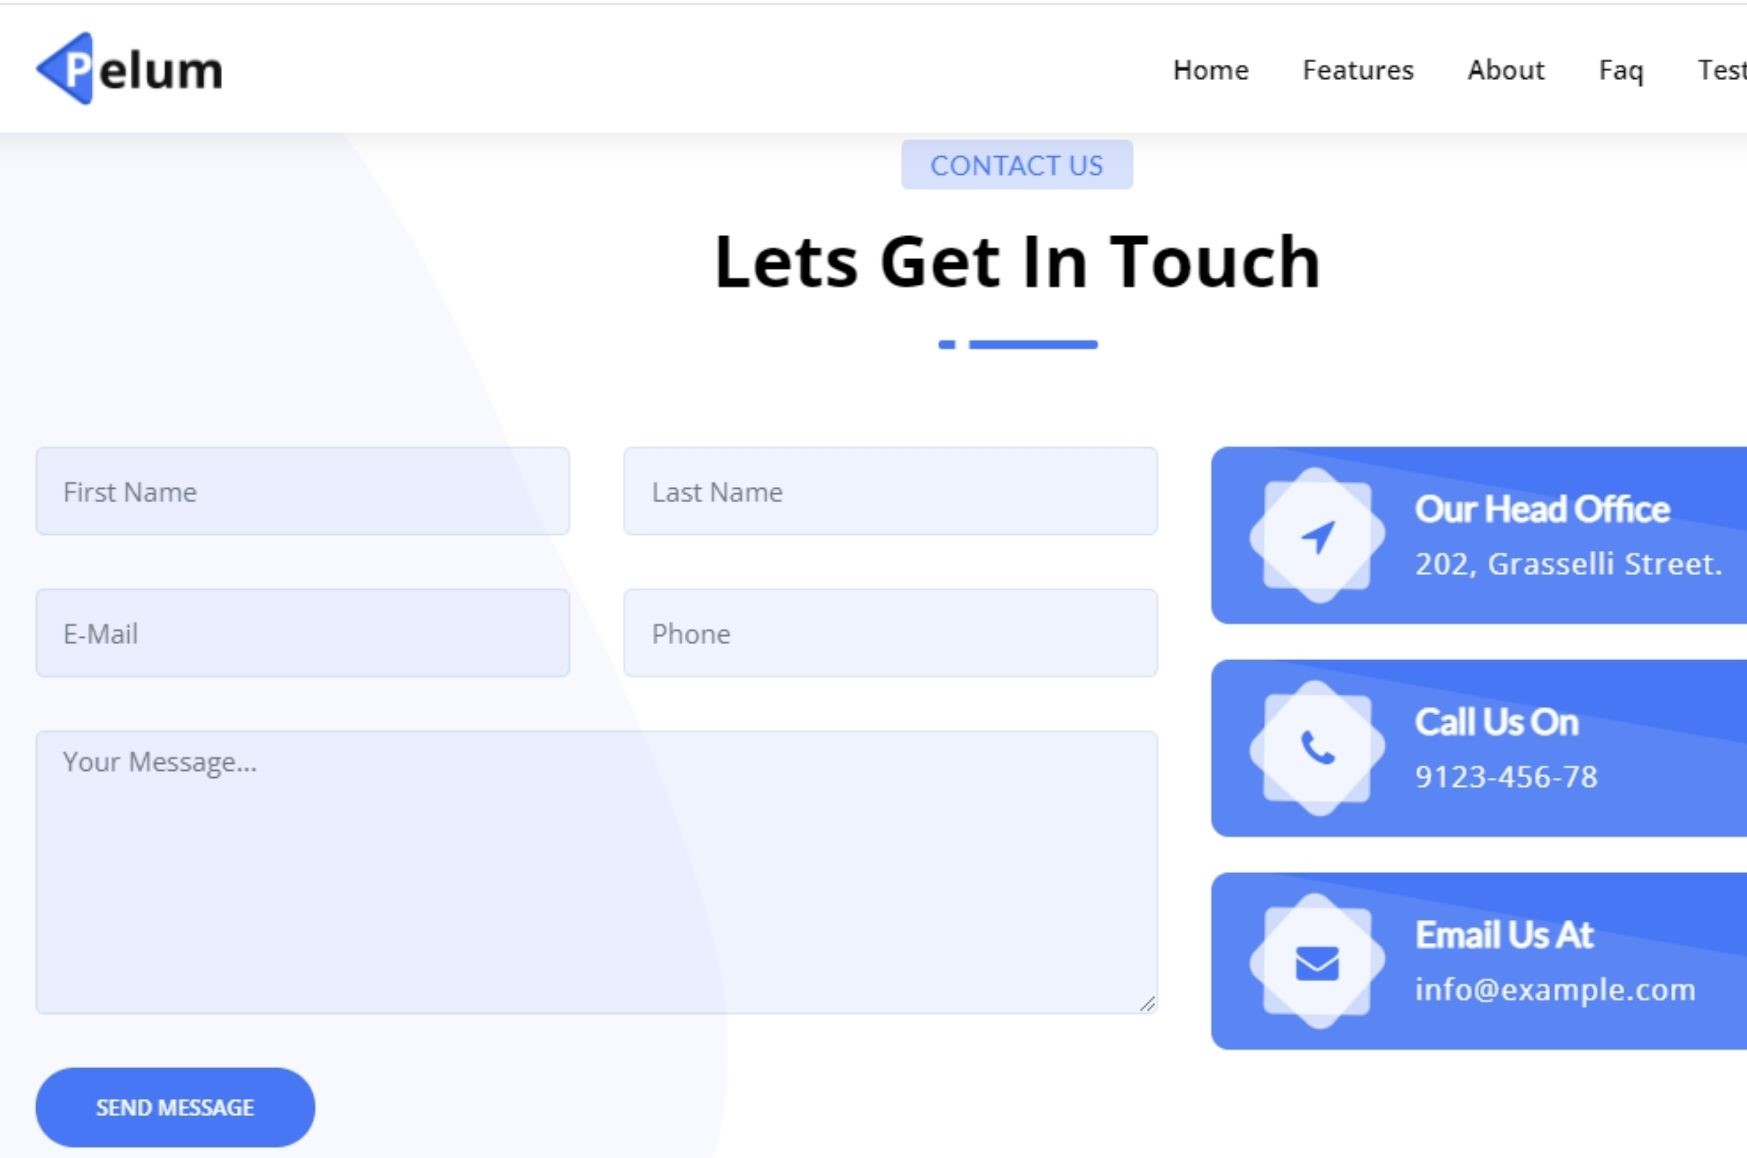 Pelum
Home Features About Faq
CONTACT US
Lets Get In Touch
First Name
Last Name
E-Mail
Phone
Your Message...
SEND MESSAGE
Our Head Office
202, Grasselli Street.
Call Us On
9123-456-78
Email Us At
info@example.com